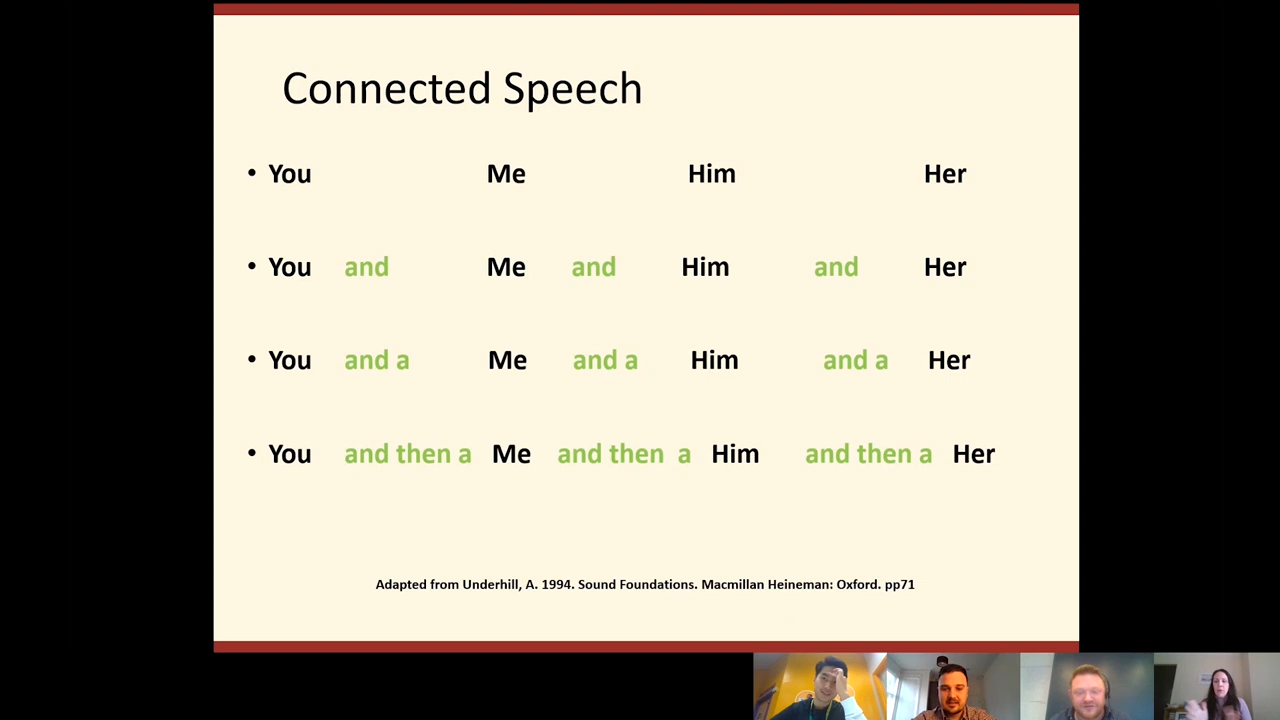 Connected Speech
• You Me Him Her
• You and Me and Him and Her
• You and a Me and a Him and a Her
• You and then a Me and then a Him and then a Her
Adapted from Underhill, A. 1994. Sound Foundations. Macmillan Heineman: Oxford. pp71